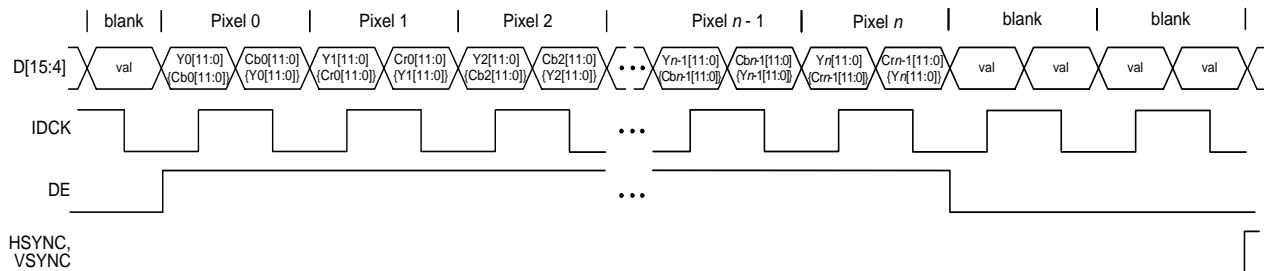 blank Pixel 0 Pixel 1 Pixel 2 Pixel n - 1 Pixel n blank blank
D[15:4] val Y0[11:0] Cb0[11:0] Y1[11:0] Cr0[11:0] Y2[11:0] Cb2[11:0] ••• Yn-1[11:0] Cbn-1[11:0] Yn[11:0] Crn-1[11:0] val val val val
{Cb0[11:0]} {Y0[11:0]} {Cr0[11:0]} {Y1[11:0]} {Cb2[11:0]} {Y2[11:0]} {Cbn-1[11:0]} {Yn-1[11:0]} {Crn-1[11:0]} {Yn[11:0]}
IDCK •••
DE •••
HSYNC,
VSYNC